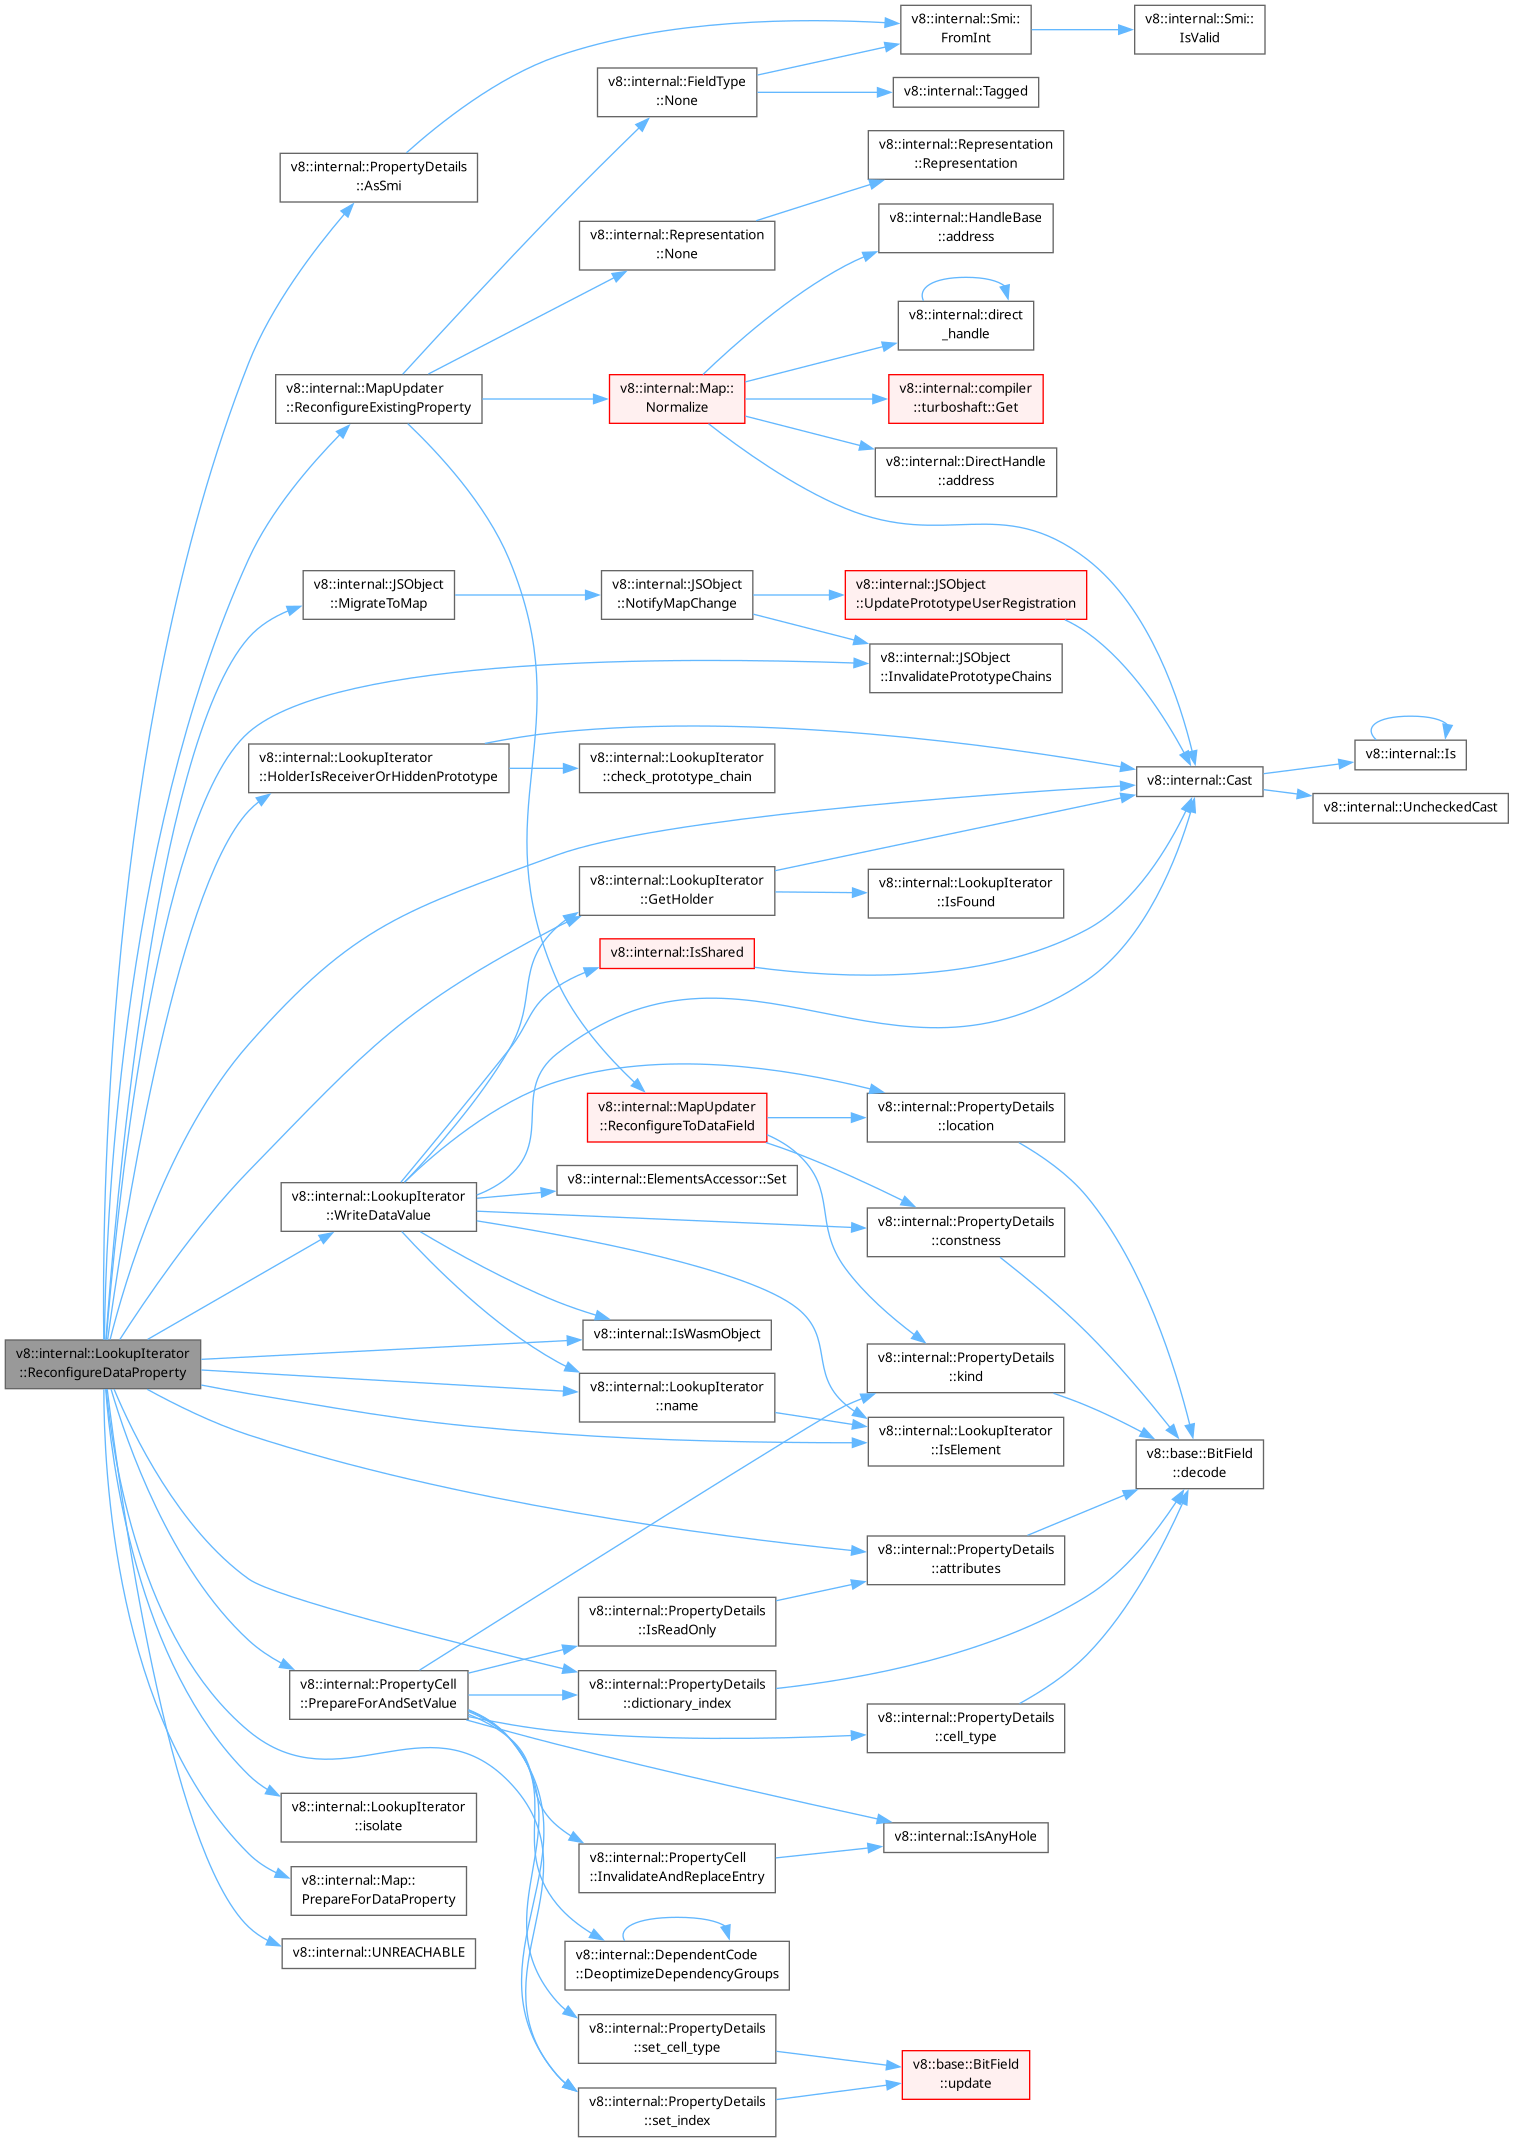 v8::internal::Smi::
FromInt
v8::internal::Smi::
IsValid
v8::internal::FieldType
::None
v8::internal::Tagged
v8::internal::Representation
::Representation
v8::internal::PropertyDetails
::AsSmi
v8::internal::HandleBase
::address
v8::internal::Representation
::None
v8::internal::direct
_handle
v8::internal::MapUpdater
::ReconfigureExistingProperty
v8::internal::Map::
Normalize
v8::internal::compiler
::turboshaft::Get
v8::internal::DirectHandle
::address
v8::internal::JSObject
::MigrateToMap
v8::internal::JSObject
::NotifyMapChange
v8::internal::JSObject
::UpdatePrototypeUserRegistration
v8::internal::JSObject
::InvalidatePrototypeChains
v8::internal::LookupIterator
::HolderIsReceiverOrHiddenPrototype
v8::internal::LookupIterator
::check_prototype_chain
v8::internal::Cast
v8::internal::Is
v8::internal::UncheckedCast
v8::internal::LookupIterator
::GetHolder
v8::internal::LookupIterator
::IsFound
v8::internal::IsShared
v8::internal::MapUpdater
::ReconfigureToDataField
v8::internal::PropertyDetails
::location
v8::internal::ElementsAccessor::Set
v8::internal::LookupIterator
::WriteDataValue
v8::internal::PropertyDetails
::constness
v8::internal::IsWasmObject
v8::internal::LookupIterator
::ReconfigureDataProperty
v8::internal::PropertyDetails
::kind
v8::internal::LookupIterator
::name
v8::internal::LookupIterator
::IsElement
v8::base::BitField
::decode
v8::internal::PropertyDetails
::attributes
v8::internal::PropertyDetails
::IsReadOnly
v8::internal::PropertyCell
::PrepareForAndSetValue
v8::internal::PropertyDetails
::dictionary_index
v8::internal::PropertyDetails
::cell_type
v8::internal::LookupIterator
::isolate
v8::internal::IsAnyHole
v8::internal::PropertyCell
::InvalidateAndReplaceEntry
v8::internal::Map::
PrepareForDataProperty
v8::internal::UNREACHABLE
v8::internal::DependentCode
::DeoptimizeDependencyGroups
v8::internal::PropertyDetails
::set_cell_type
v8::base::BitField
::update
v8::internal::PropertyDetails
::set_index